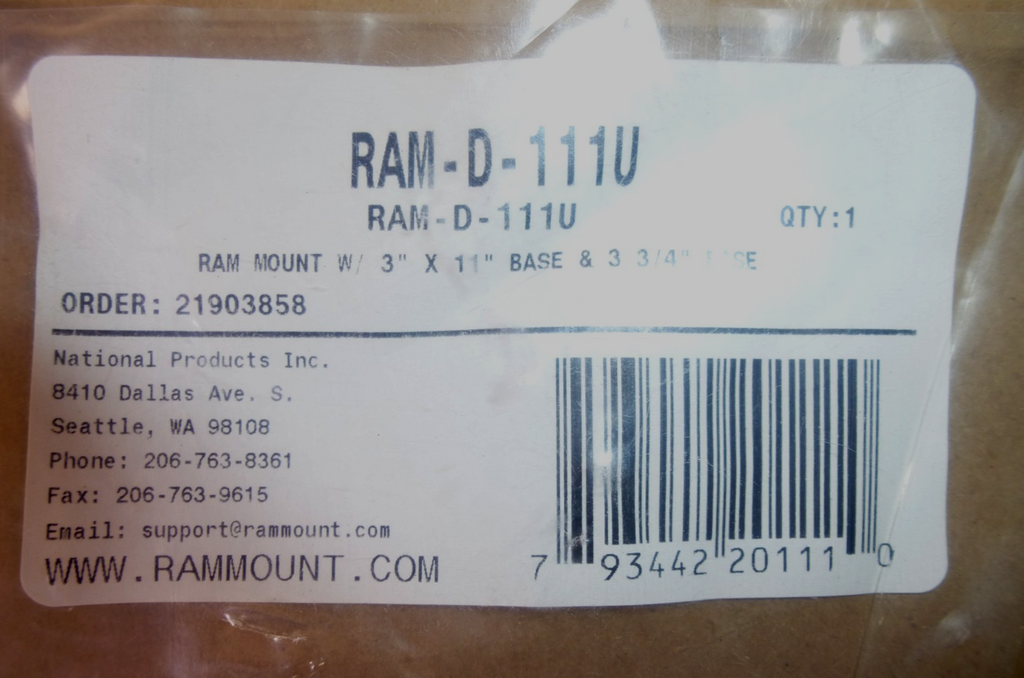 RAM-D-111U
RAM-D-111U QTY:1
RAM MOUNT W/ 3" X 11" BASE & 3 3/4"
ORDER: 21903858
National Products Inc.
8410 Dallas Ave. S.
Seattle, WA 98108
Phone: 206-763-8361
Fax: 206-763-9615
Email: support@rammount.com
WWW.RAMMOUNT.COM
7 93442 20111 0